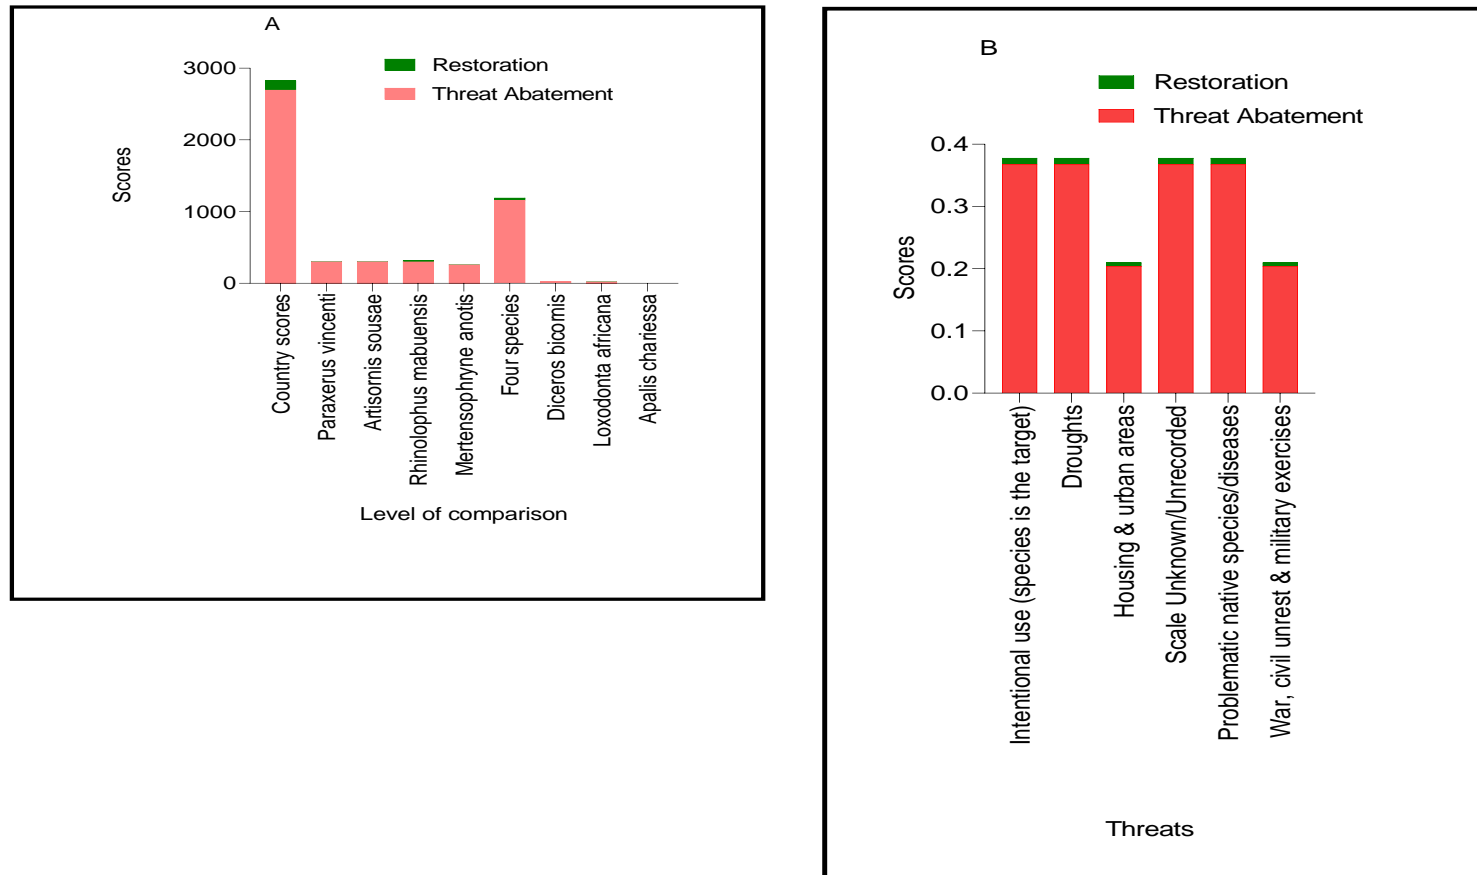 A
Restoration
Threat Abatement
3000
2000
1000
0
Scores
Country scores
Paraxerus vincenti
Artisornis sousae
Rhinolophus mabuensis
Mertensophryne anotis
Four species
Diceros bicornis
Loxodonta africana
Apalis chariessa
Level of comparison
B
Restoration
Threat Abatement
0.4
0.3
0.2
0.1
0.0
Scores
Intentional use (species is the target)
Droughts
Housing & urban areas
Scale Unknown/Unrecorded
Problematic native species/diseases
War, civil unrest & military exercises
Threats